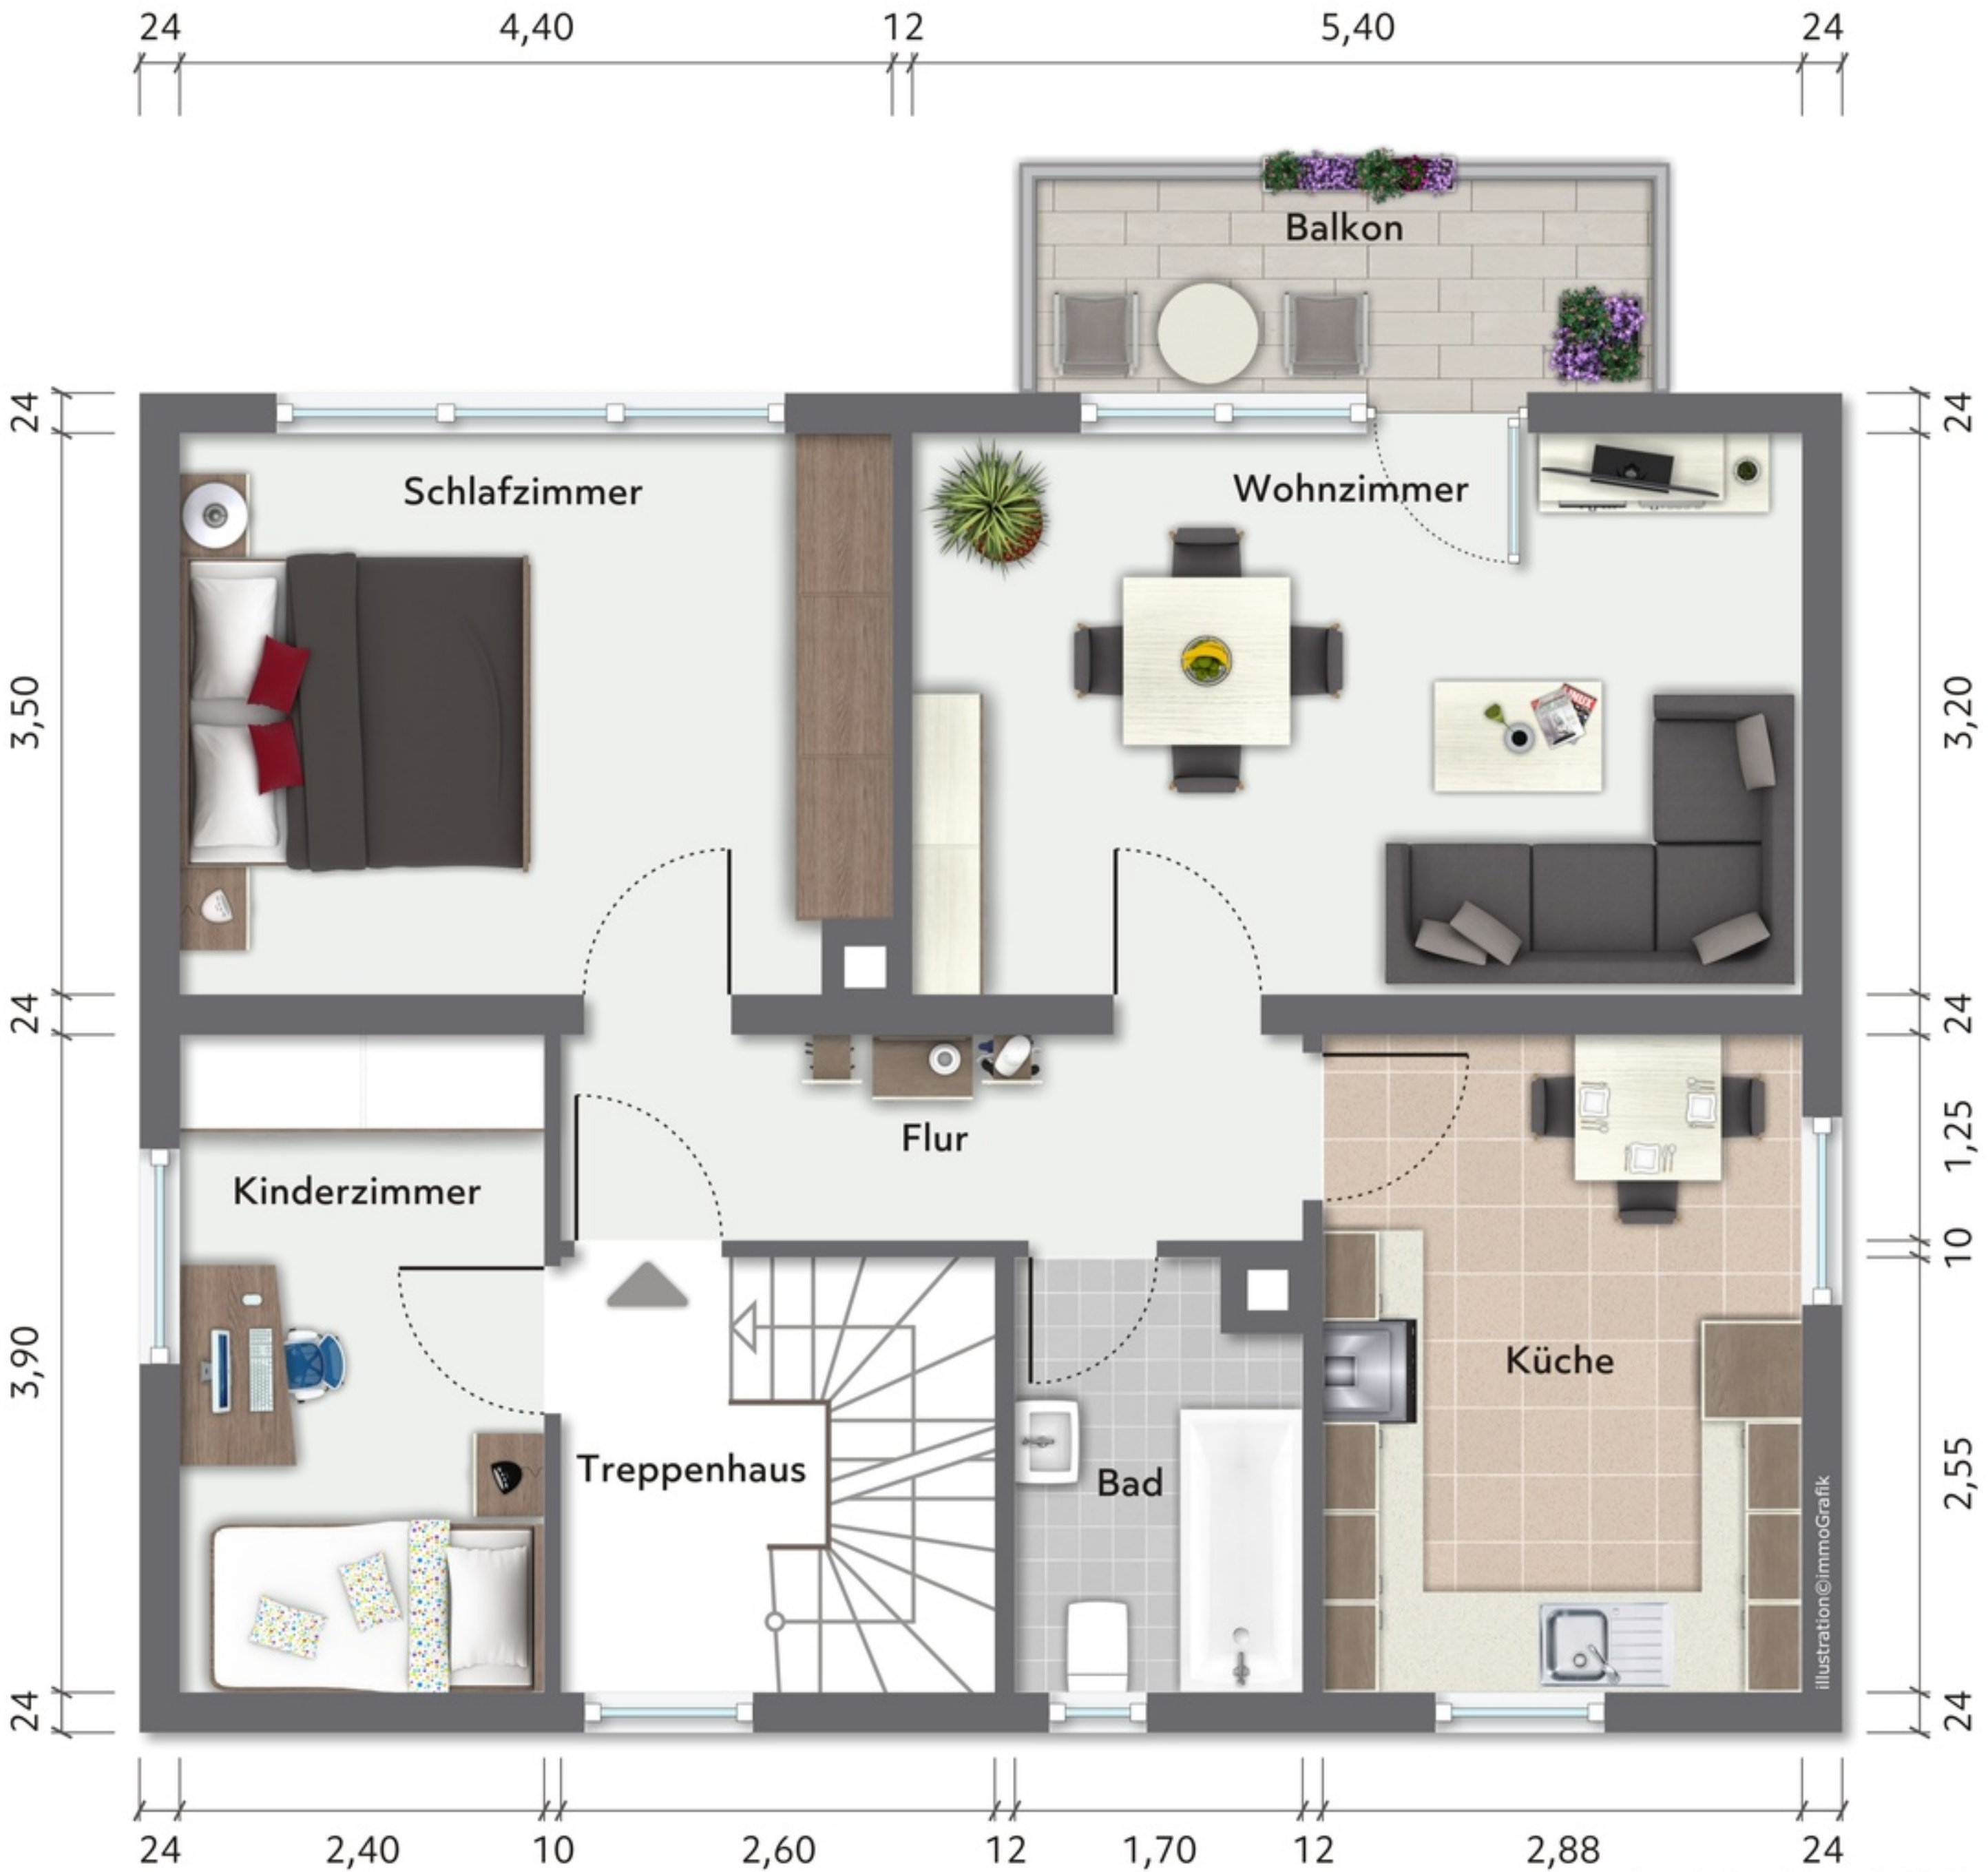 24 4,40 12 5,40 24
Balkon
24 24
Schlafzimmer Wohnzimmer
3,50 3,20
24 24
Flur
1,25
Kinderzimmer
10
3,90 Küche
Treppenhaus Bad 2,55
illustration©immoGrafik
24 24
24 2,40 10 2,60 12 1,70 12 2,88 24